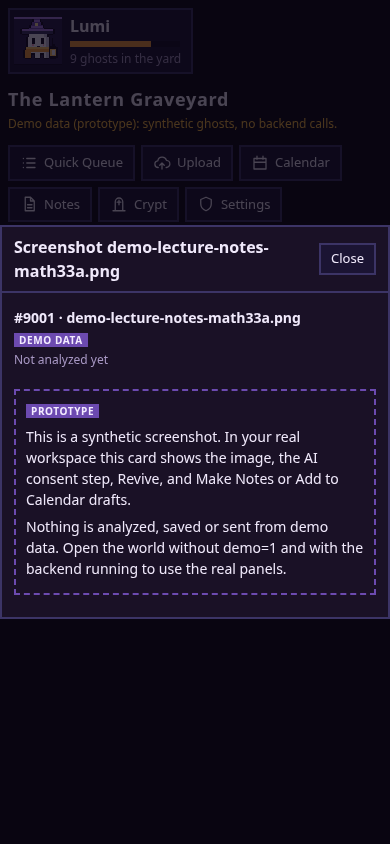 Lumi
9 ghosts in the yard
The Lantern Graveyard
Demo data (prototype): synthetic ghosts, no backend calls.
Quick Queue
Upload
Calendar
Notes
Crypt
Settings
Screenshot demo-lecture-notes-
math33a.png
Close
#9001 · demo-lecture-notes-math33a.png
DEMO DATA
Not analyzed yet
PROTOTYPE
This is a synthetic screenshot. In your real
workspace this card shows the image, the AI
consent step, Revive, and Make Notes or Add to
Calendar drafts.
Nothing is analyzed, saved or sent from demo
data. Open the world without demo=1 and with the
backend running to use the real panels.